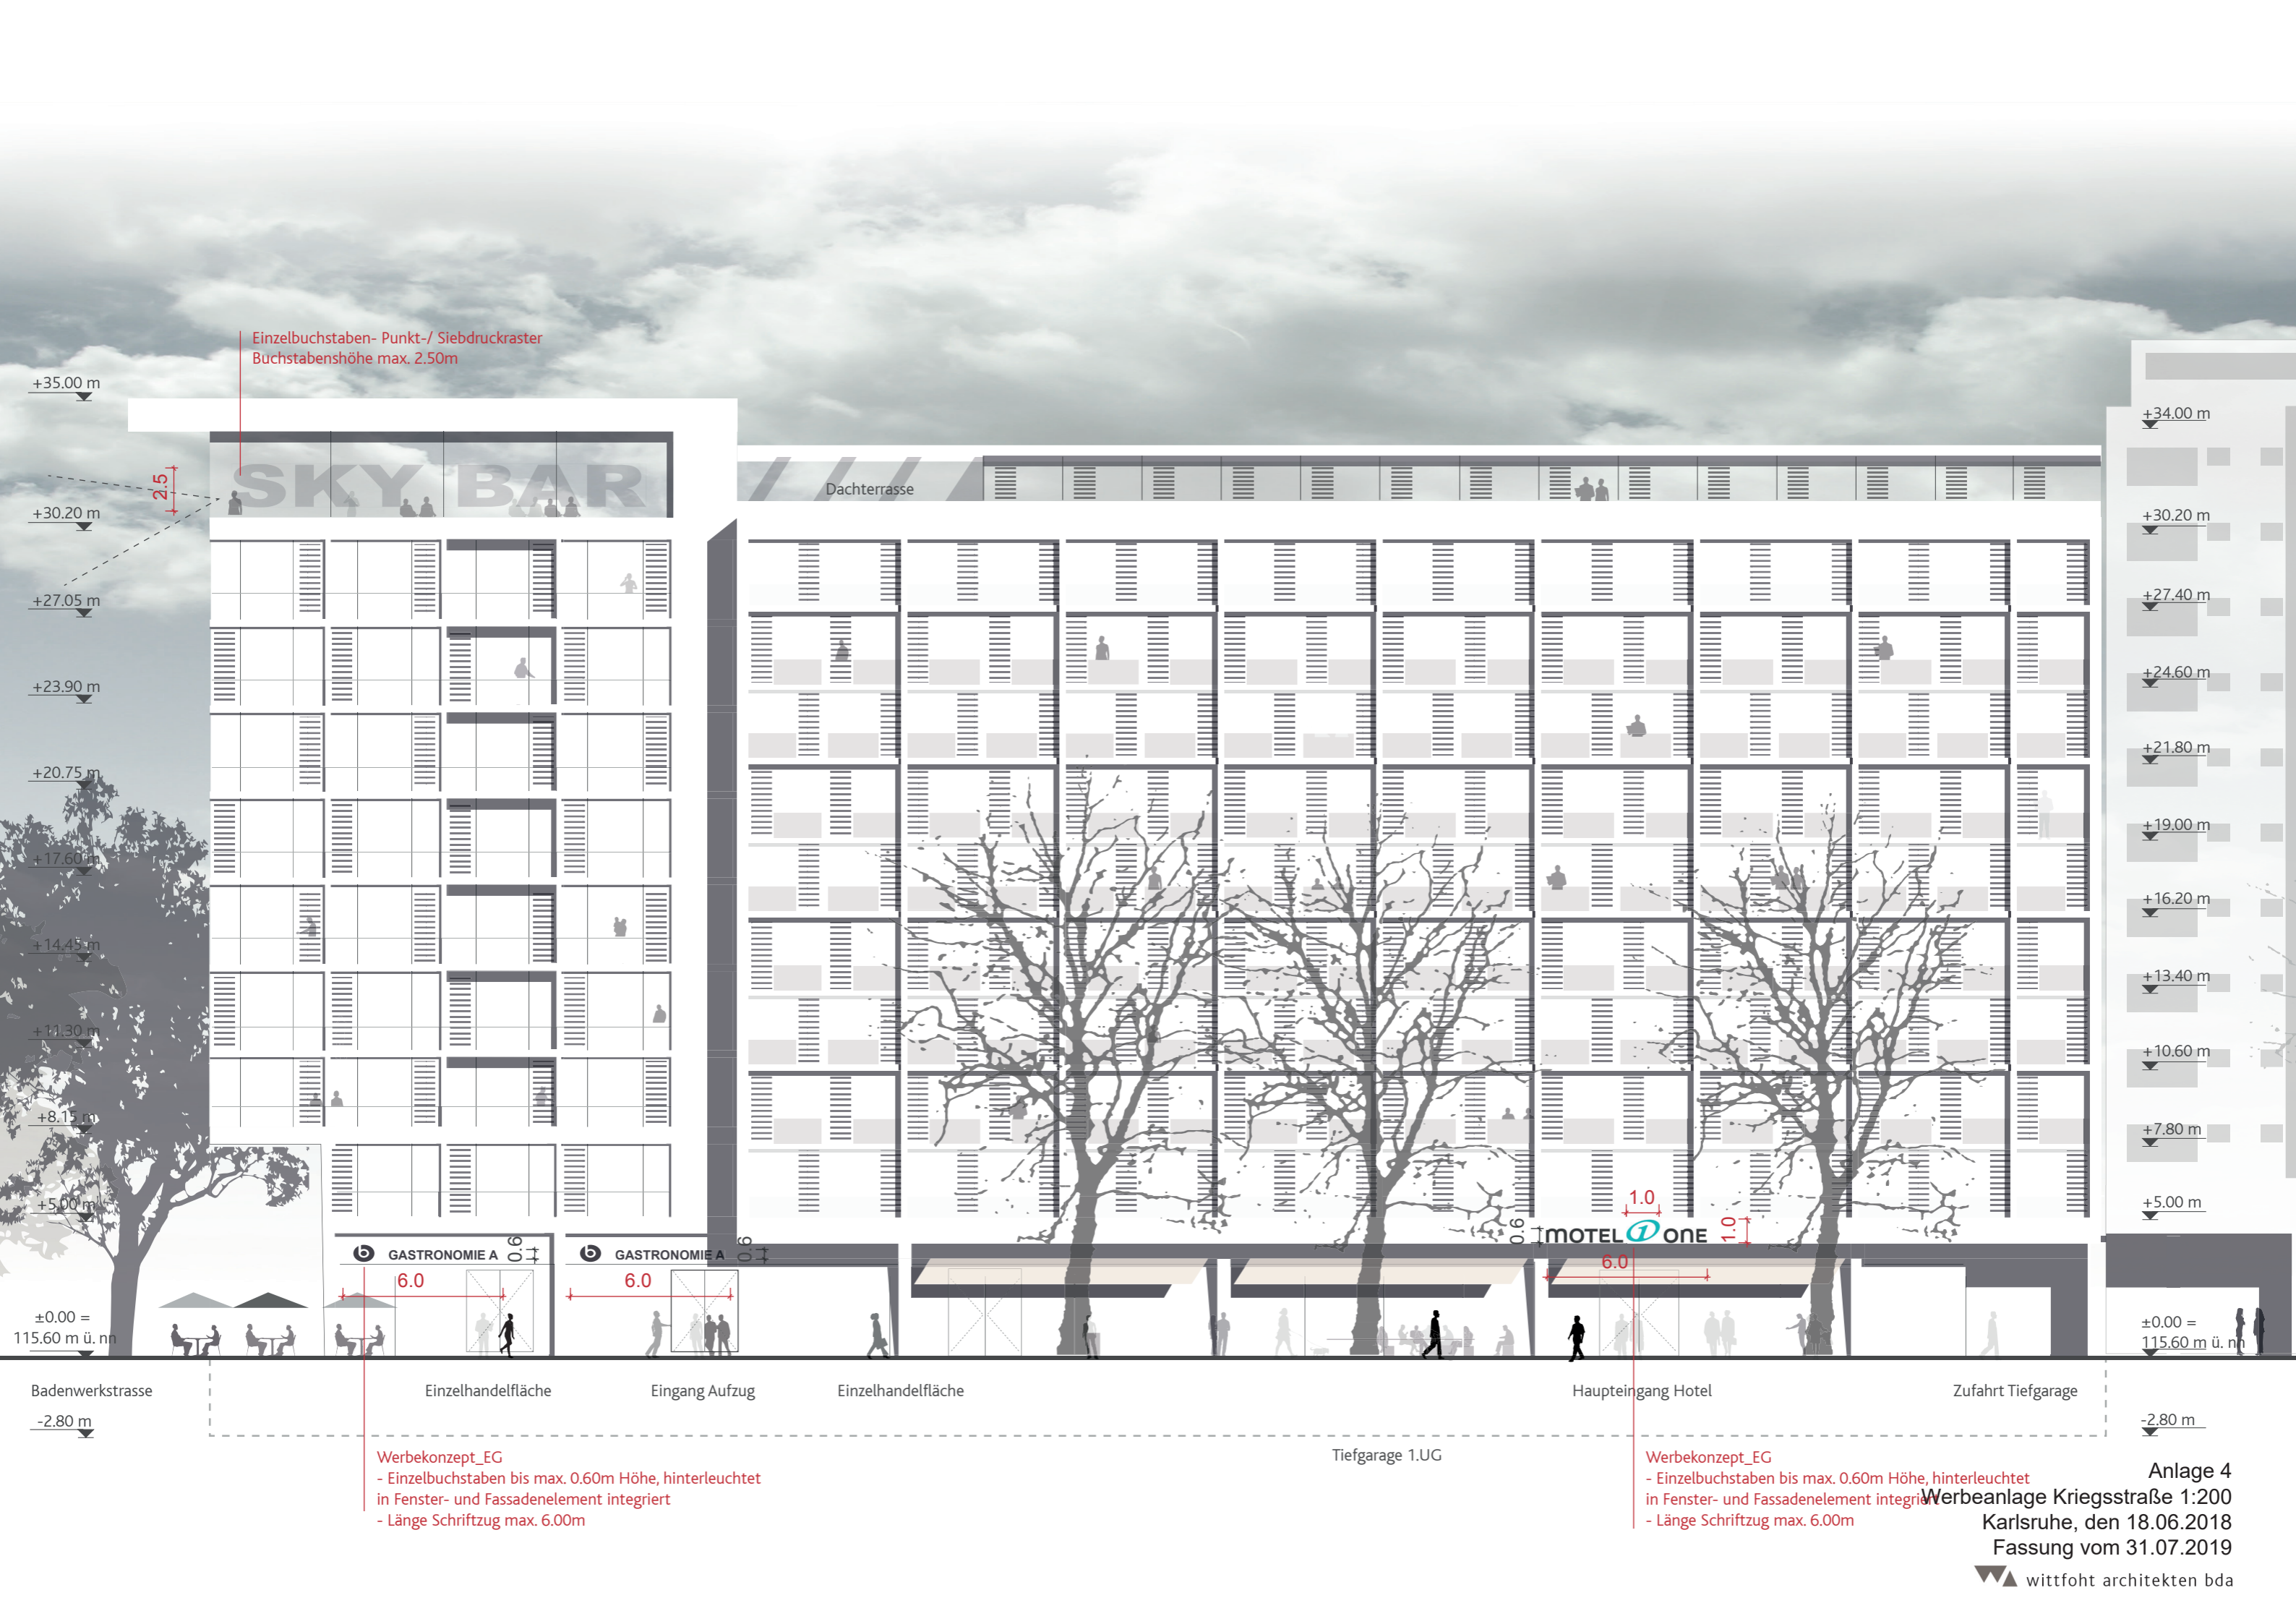 Einzelbuchstaben- Punkt-/ Siebdruckraster
Buchstabenshöhe max. 2.50m
+35.00 m
+34.00 m
SKY BAR
2.5
Dachterrasse
+30.20 m
+30.20 m
+27.05 m
+27.40 m
+23.90 m
+24.60 m
+20.75 m
+21.80 m
+17.60 m
+19.00 m
+16.20 m
+14.45 m
+13.40 m
+11.30 m
+10.60 m
+8.15 m
+7.80 m
+5.00 m
+5.00 m
1.0
0.6
MOTEL ONE
1.0
6.0
b GASTRONOMIE A
0.6
6.0
b GASTRONOMIE A
0.6
6.0
±0.00 =
115.60 m ü. nn
±0.00 =
115.60 m ü. nn
Badenwerkstrasse
Einzelhandelfläche
Eingang Aufzug
Einzelhandelfläche
Haupteingang Hotel
Zufahrt Tiefgarage
-2.80 m
-2.80 m
Tiefgarage 1.UG
Werbekonzept_EG
- Einzelbuchstaben bis max. 0.60m Höhe, hinterleuchtet
in Fenster- und Fassadenelement integriert
- Länge Schriftzug max. 6.00m
Werbekonzept_EG
- Einzelbuchstaben bis max. 0.60m Höhe, hinterleuchtet
in Fenster- und Fassadenelement integriert
- Länge Schriftzug max. 6.00m
Anlage 4
Werbeanlage Kriegsstraße 1:200
Karlsruhe, den 18.06.2018
Fassung vom 31.07.2019
wittfoht architekten bda